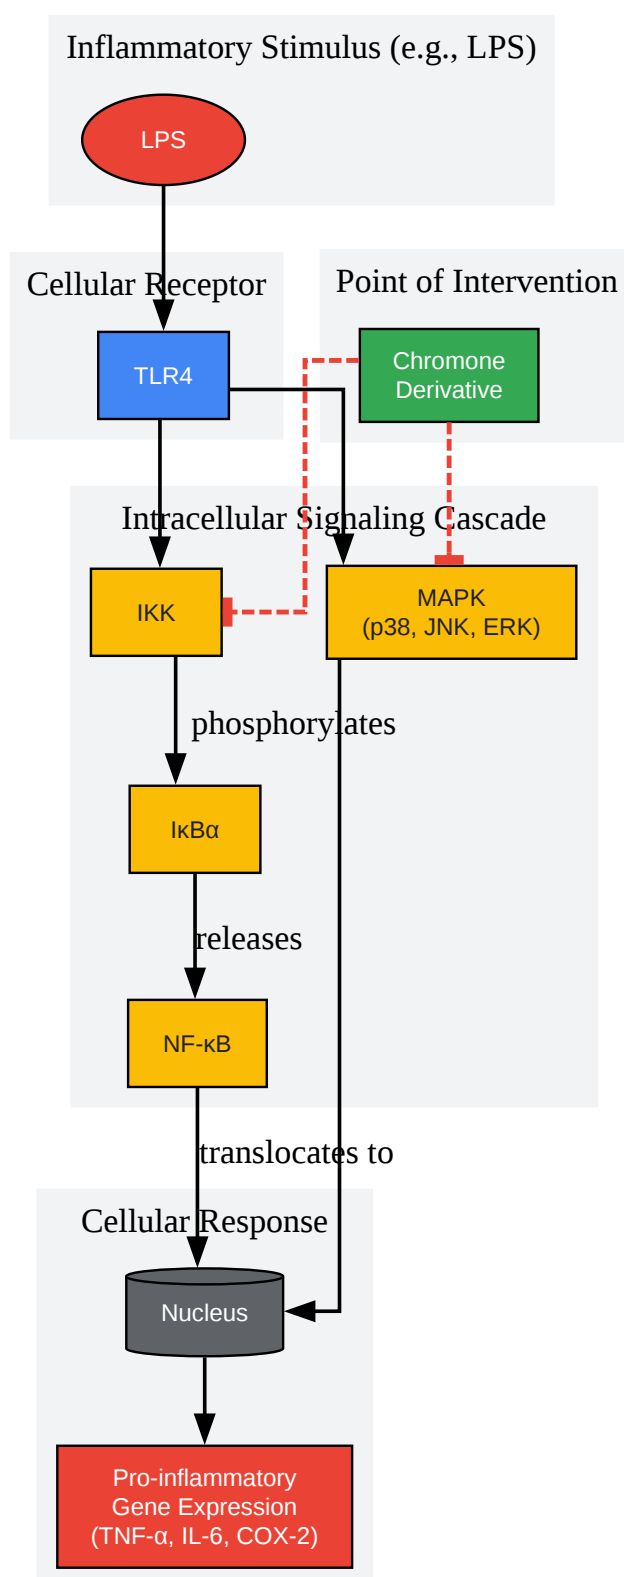 Inflammatory Stimulus (e.g., LPS)
LPS
Cellular Receptor
Point of Intervention
TLR4
Chromone
Derivative
Intracellular Signaling Cascade
IKK
MAPK
(p38, JNK, ERK)
phosphorylates
IκBα
releases
NF-κB
translocates to
Cellular Response
Nucleus
Pro-inflammatory
Gene Expression
(TNF-α, IL-6, COX-2)